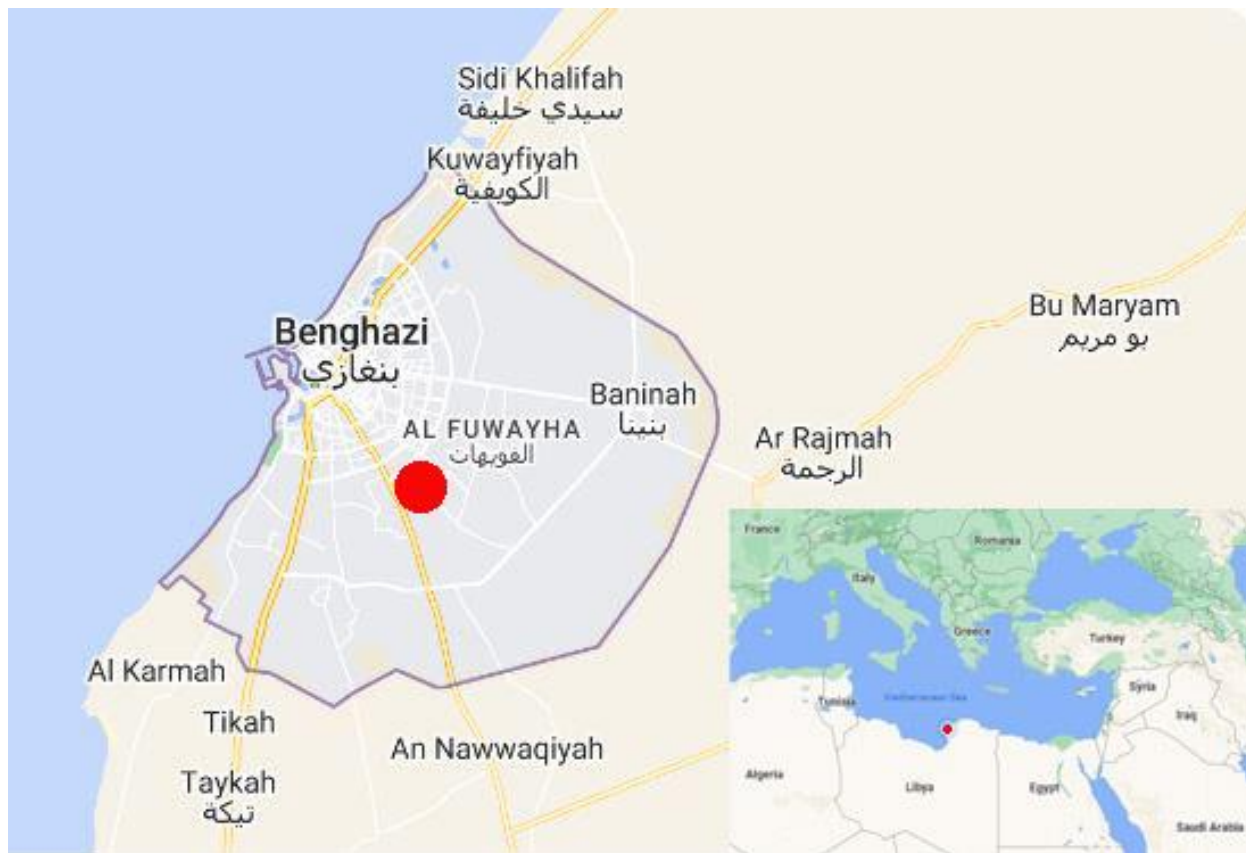 Sidi Khalifah
سيدي خليفة
Kuwayfiyah
الكويفية
Bu Maryam
بو مريم
Benghazi
بنغازي
Baninah
بنينا
AL FUWAYHA
الفويهات
Ar Rajmah
الرجمة
Al Karmah
Tikah
An Nawwaqiyah
Taykah
تيكة
France
Romania
Italy
Greece
Turkey
Tunisia
Mediterranean Sea
Syria
Iraq
Algeria
Libya
Egypt
Saudi Arabia